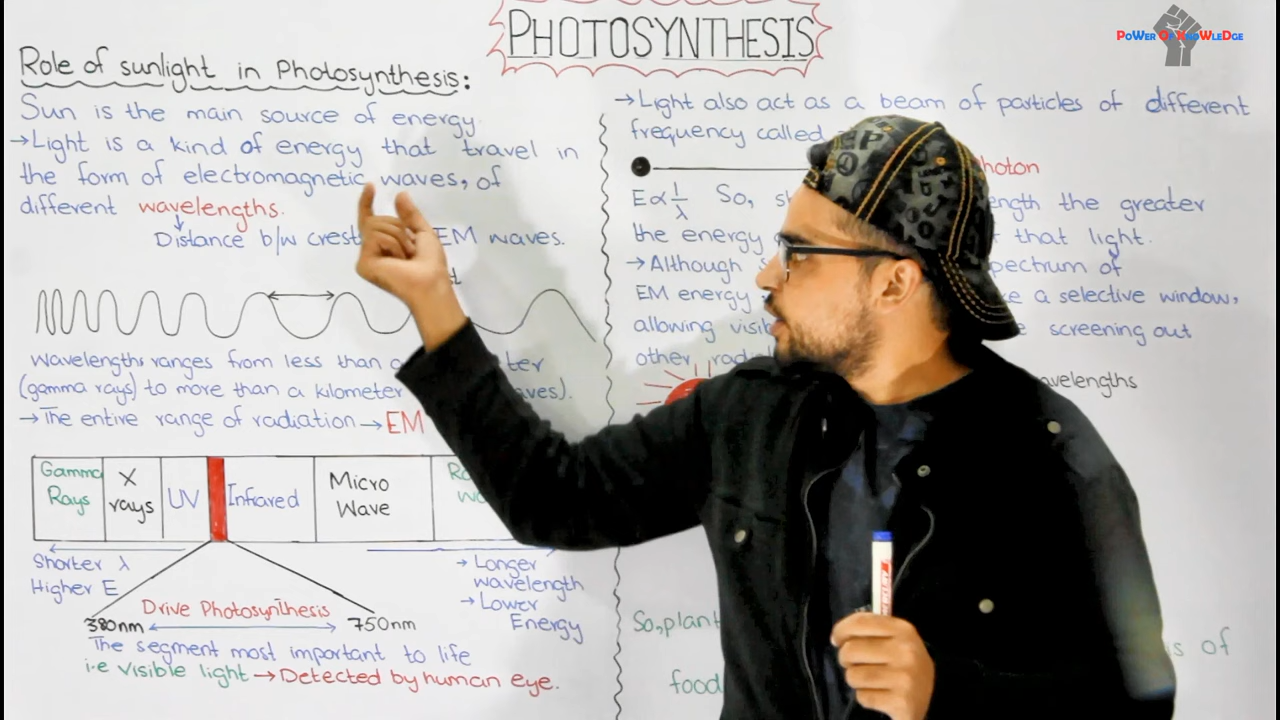 PHOTOSYNTHESIS
PoWer Of KnoWleDge
Role of sunlight in Photosynthesis:
Sun is the main source of energy.
→Light is a kind of energy that travel in
the form of electromagnetic waves, of
different wavelengths.
Distance b/w crest EM waves.
wavelengths ranges from less than a
(gamma rays) to more than a kilometer
→The entire range of radiation→EM
Gamma Rays
X rays
UV
Infrared
Micro Wave
Shorter λ
Higher E
→ Longer
wavelength
→ Lower
Energy
Drive Photosynthesis
380nm 750nm
The segment most important to life
i.e visible light → Detected by human eye.
→Light also act as a beam of particles of different
frequency called
photon
E∝1/λ So, the greater
the energy that light.
→Although
EM energy a selective window,
allowing screening out
other
wavelengths
So, plant
of
food